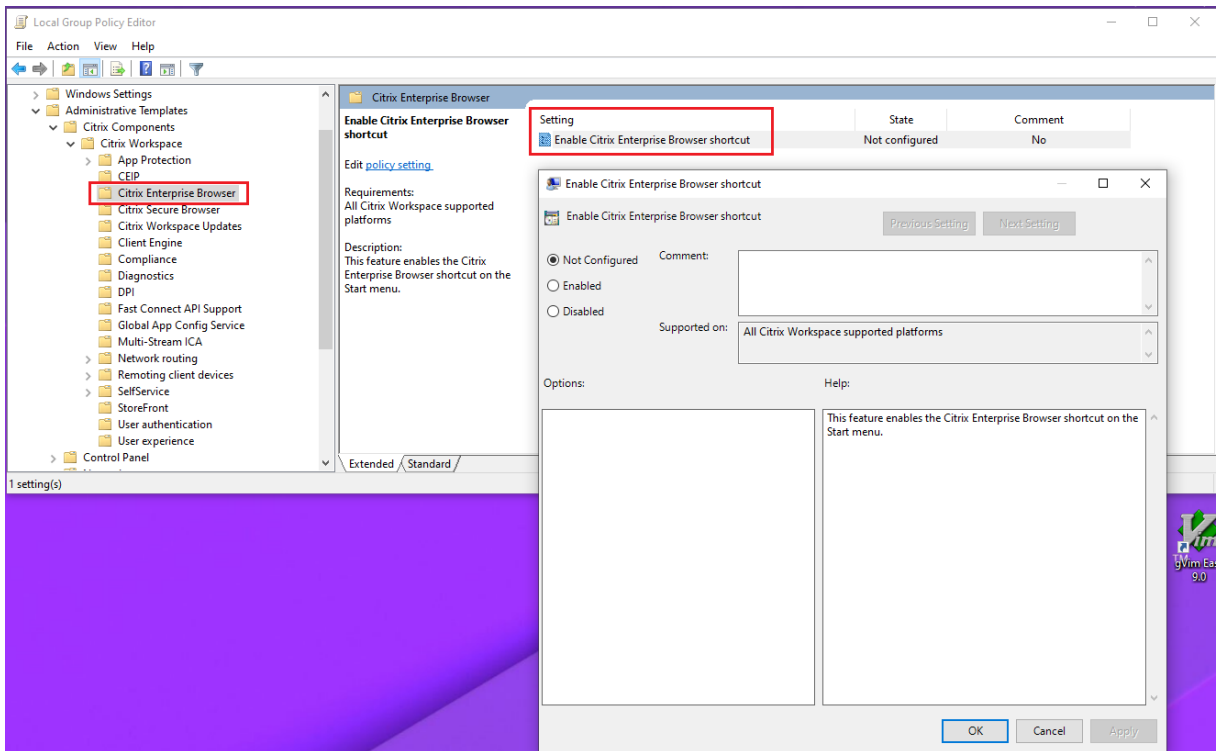 Local Group Policy Editor
File Action View Help
Windows Settings
Administrative Templates
Citrix Components
Citrix Workspace
App Protection
CEIP
Citrix Enterprise Browser
Citrix Secure Browser
Citrix Workspace Updates
Client Engine
Compliance
Diagnostics
DPI
Fast Connect API Support
Global App Config Service
Multi-Stream ICA
Network routing
Remoting client devices
SelfService
StoreFront
User authentication
User experience
Control Panel
1 setting(s)
Citrix Enterprise Browser
Enable Citrix Enterprise Browser
shortcut
Edit policy setting
Requirements:
All Citrix Workspace supported
platforms
Description:
This feature enables the Citrix
Enterprise Browser shortcut on the
Start menu.
Setting State Comment
Enable Citrix Enterprise Browser shortcut Not configured No
Extended Standard
Enable Citrix Enterprise Browser shortcut
Enable Citrix Enterprise Browser shortcut
Previous Setting Next Setting
Not Configured
Enabled
Disabled
Comment:
Supported on:
All Citrix Workspace supported platforms
Options:
Help:
This feature enables the Citrix Enterprise Browser shortcut on the
Start menu.
OK Cancel Apply
Vim
TM
gVim Eas
9.0